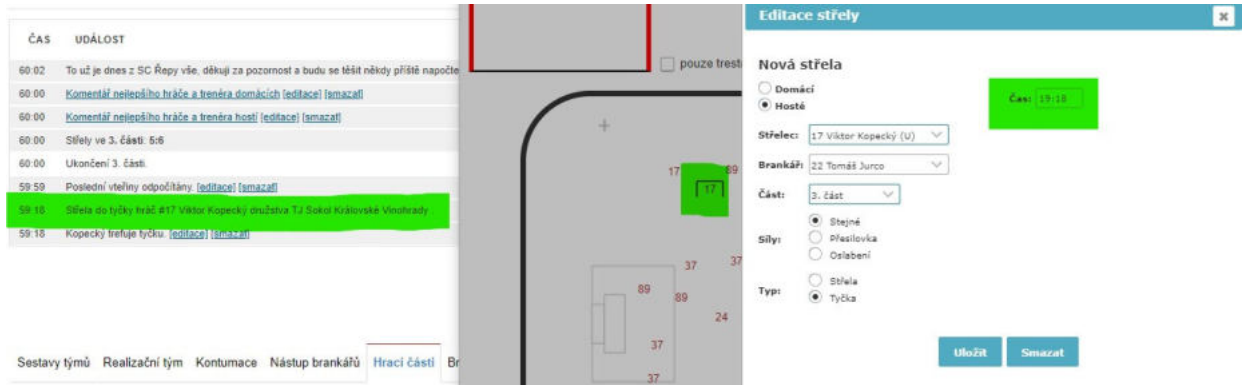 ČAS UDÁLOST
60:02 To už je dnes z SC Řepy vše, děkuji za pozornost a budu se těšit někdy příště napočte
60:00 Komentář nejlepšího hráče a trenéra domácích [editace] [smazat]
60:00 Komentář nejlepšího hráče a trenéra hostí [editace] [smazat]
60:00 Střely ve 3. části: 5:6
60:00 Ukončení 3. části.
59:59 Poslední vteřiny odpočítány. [editace] [smazat]
59:18 Střela do tyčky hráč #17 Viktor Kopecký družstva TJ Sokol Královské Vinohrady .
59:18 Kopecký trefuje tyčku. [editace] [smazat]
Sestavy týmů Realizační tým Kontumace Nástup brankářů Hrací části Br
pouze trest
17 89
17
37 37
89
89
24
37
37
Editace střely
Nová střela
Domácí
Hosté
Čas: 19:18
Střelec: 17 Viktor Kopecký (U)
Brankář: 22 Tomáš Jurco
Část: 3. část
Síly:
Stejné
Přesilovka
Oslabení
Typ:
Střela
Tyčka
Uložit Smazat